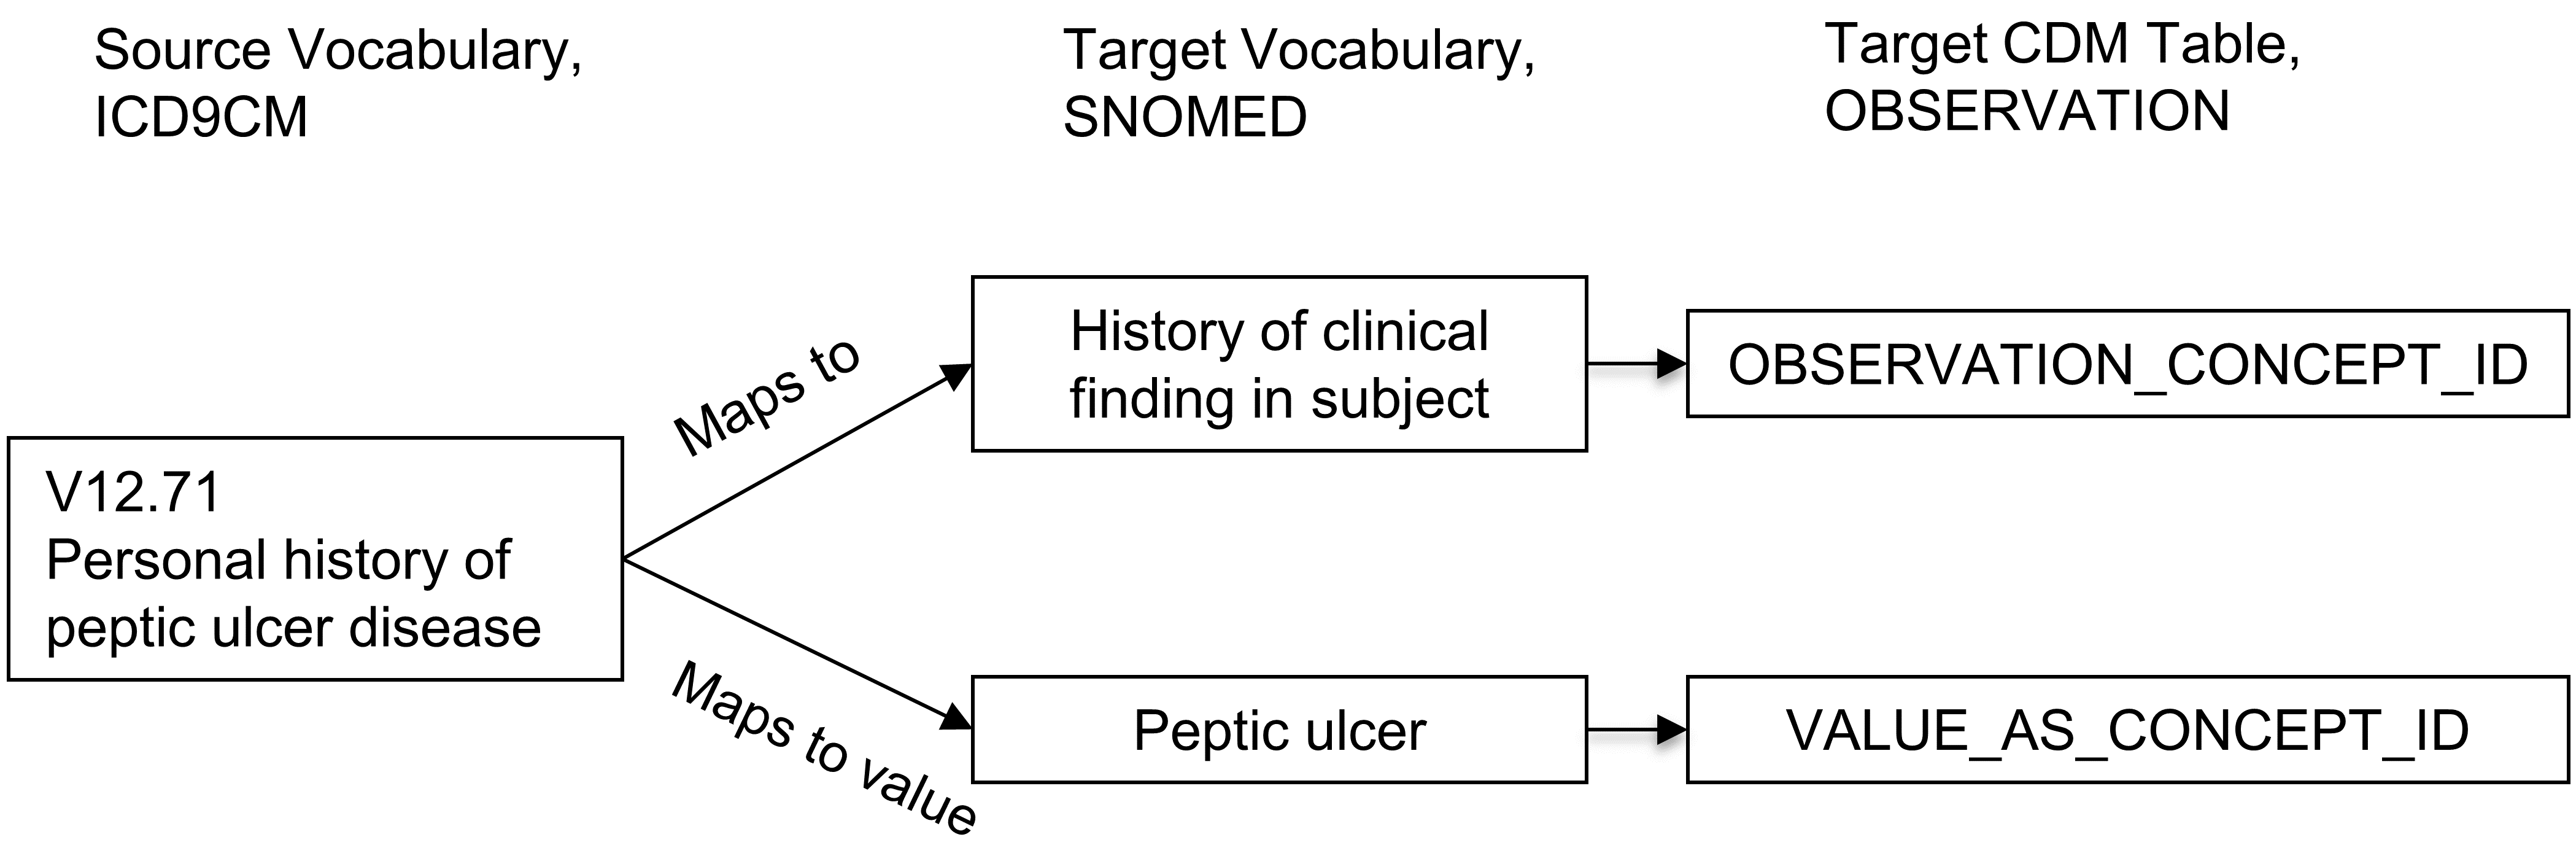 Source Vocabulary,
ICD9CM
Target Vocabulary,
SNOMED
Target CDM Table,
OBSERVATION
V12.71
Personal history of
peptic ulcer disease
Maps to
Maps to value
History of clinical
finding in subject
Peptic ulcer
OBSERVATION_CONCEPT_ID
VALUE_AS_CONCEPT_ID